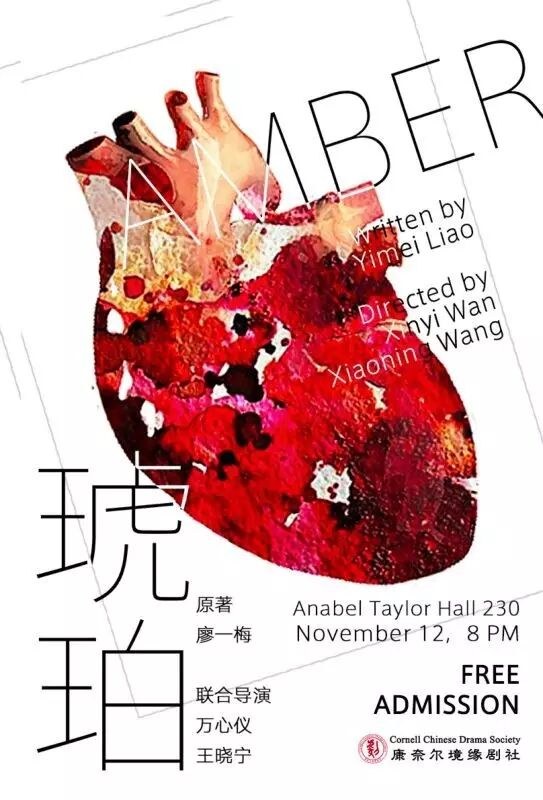 AMBER
Written by
Yimei Liao
Directed by
Xinyi Wan
Xiaoning Wang
琥
珀
原著
廖一梅
联合导演
万心仪
王晓宁
Anabel Taylor Hall 230
November 12, 8 PM
FREE
ADMISSION
Cornell Chinese Drama Society
康奈尔境缘剧社